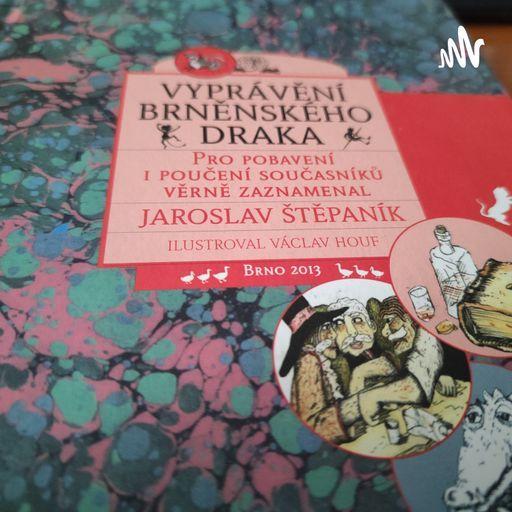 VYPRÁVĚNÍ
BRNĚNSKÉHO
DRAKA
PRO POBAVENÍ
I POUČENÍ SOUČASNÍKŮ
VĚRNĚ ZAZNAMENAL
JAROSLAV ŠTĚPANÍK
ILUSTROVAL VÁCLAV HOUF
BRNO 2013